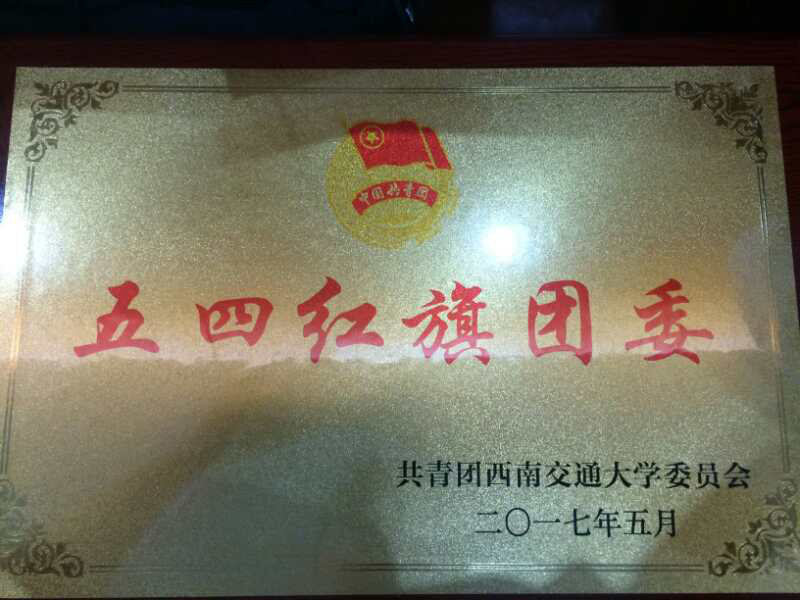 中国共青团
五四红旗团委
共青团西南交通大学委员会
二〇一七年五月